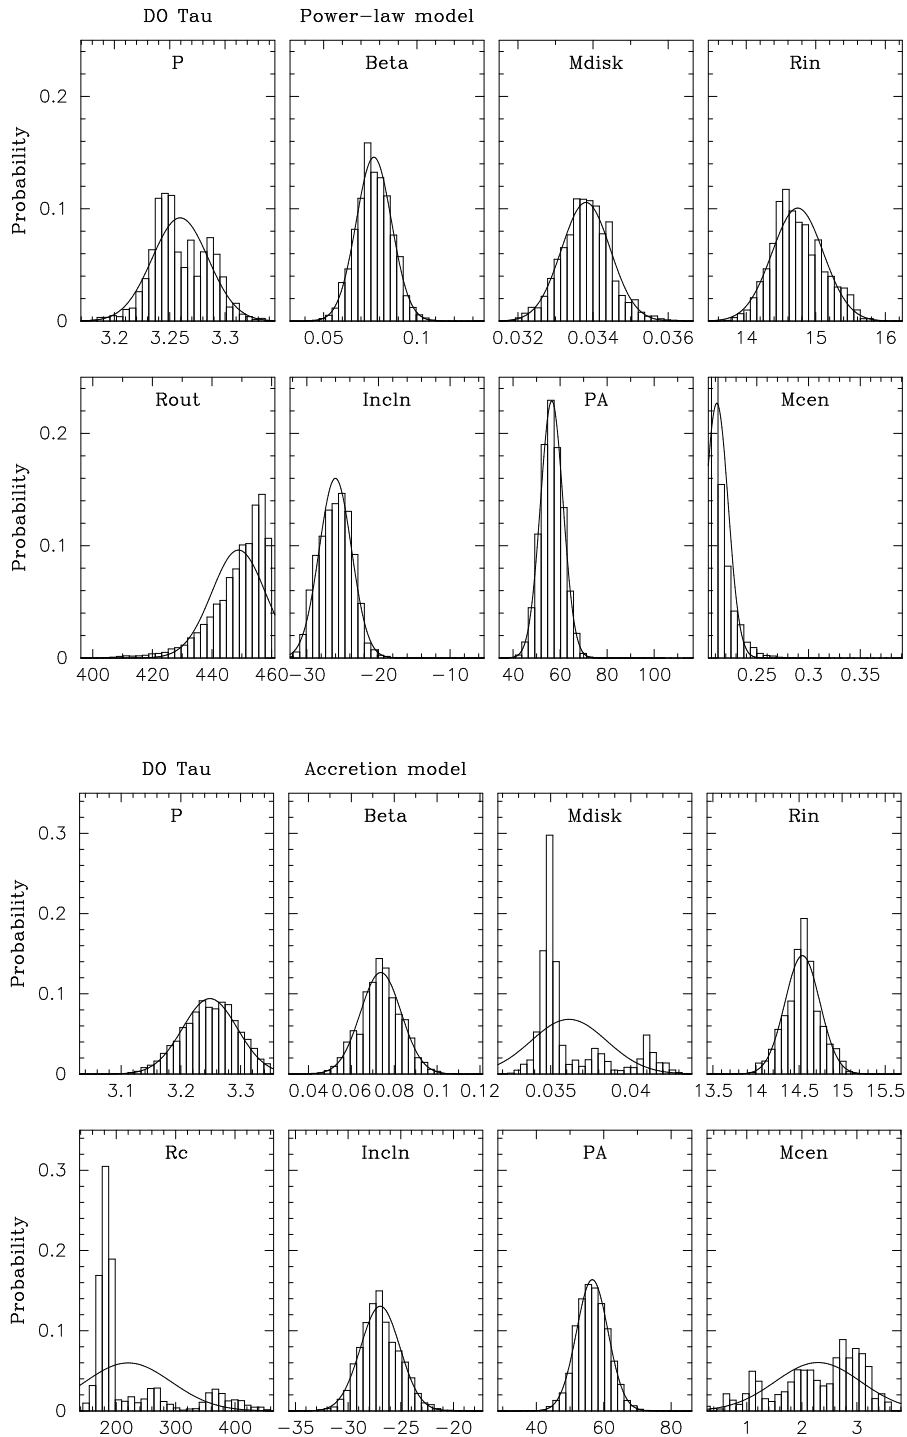 DO Tau Power-law model
P Beta Mdisk Rin
Probability
0.2
0.1
0
3.2 3.25 3.3 0.05 0.1 0.032 0.034 0.036 14 15 16
Rout Incln PA Mcen
Probability
0.2
0.1
0
400 420 440 460 -30 -20 -10 40 60 80 100 0.25 0.3 0.35
DO Tau Accretion model
P Beta Mdisk Rin
Probability
0.3
0.2
0.1
0
3.1 3.2 3.3 0.04 0.06 0.08 0.1 0.12 0.035 0.04 13.5 14 14.5 15 15.5
Rc Incln PA Mcen
Probability
0.3
0.2
0.1
0
200 300 400 -35 -30 -25 -20 40 60 80 1 2 3